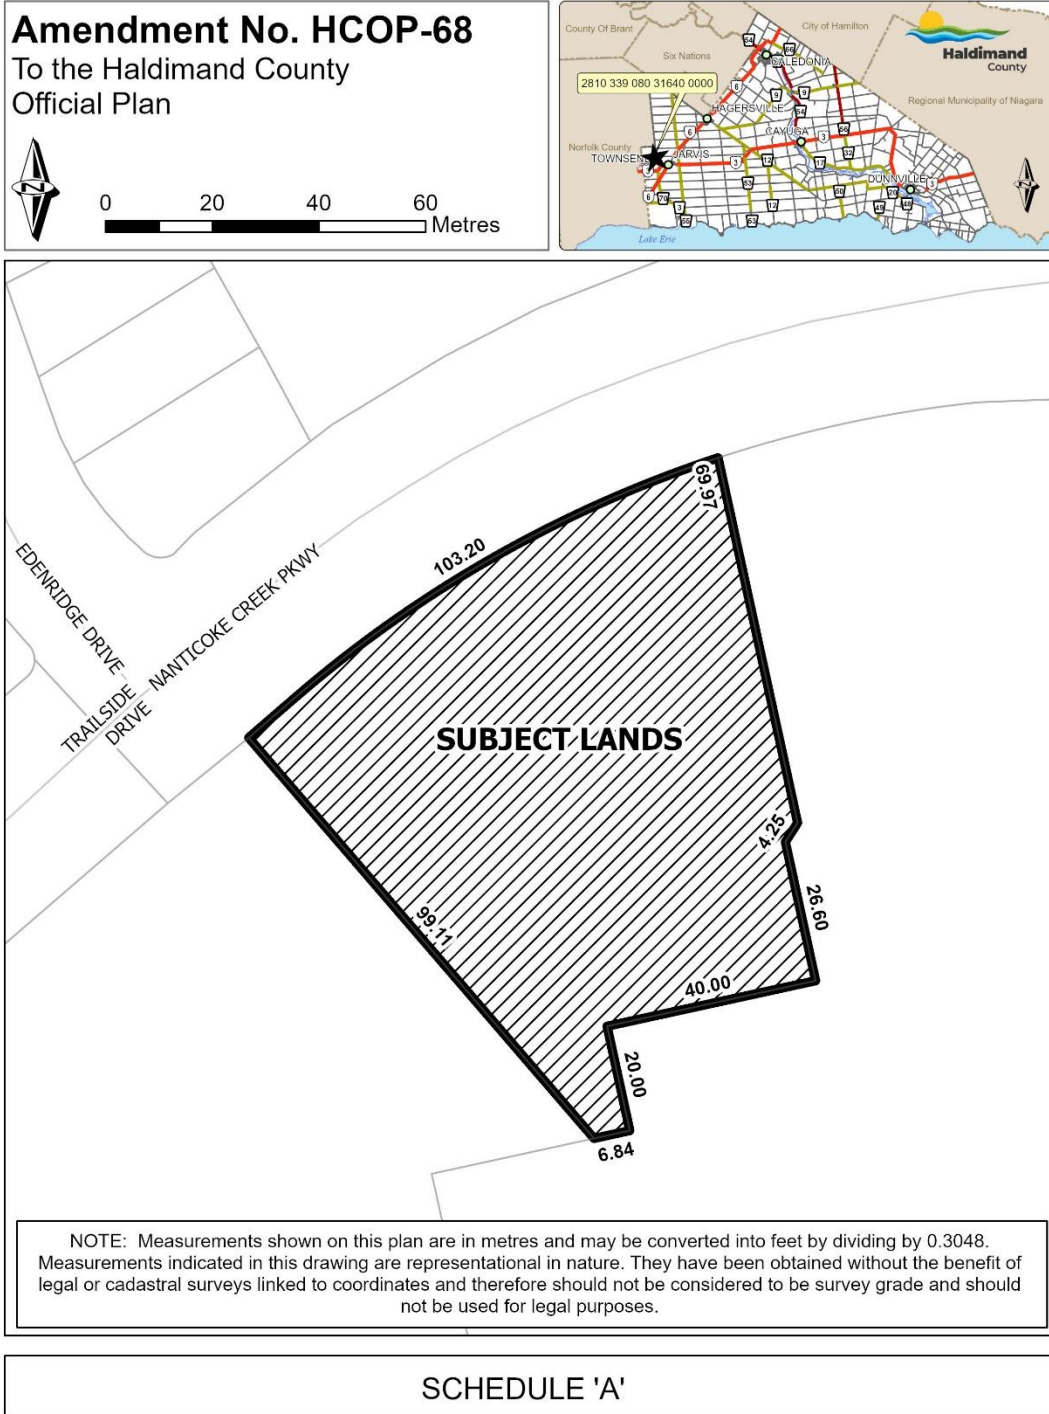 Amendment No. HCOP-68
To the Haldimand County
Official Plan
N
0 20 40 60 Metres
County Of Brant
City of Hamilton
Haldimand
County
Six Nations
CALEDONIA
2810 339 080 31640 0000
Regional Municipality of Niagara
HAGERSVILLE
CAYUGA
Norfolk County
JARVIS
DUNNVILLE
Lake Erie
69.97
103.20
EDENRIDGE DRIVE
NANTICOKE CREEK PKWY
TRAILSIDE
DRIVE
SUBJECT LANDS
4.25
26.60
99.11
40.00
20.00
6.84
NOTE: Measurements shown on this plan are in metres and may be converted into feet by dividing by 0.3048.
Measurements indicated in this drawing are representational in nature. They have been obtained without the benefit of
legal or cadastral surveys linked to coordinates and therefore should not be considered to be survey grade and should
not be used for legal purposes.
SCHEDULE 'A'